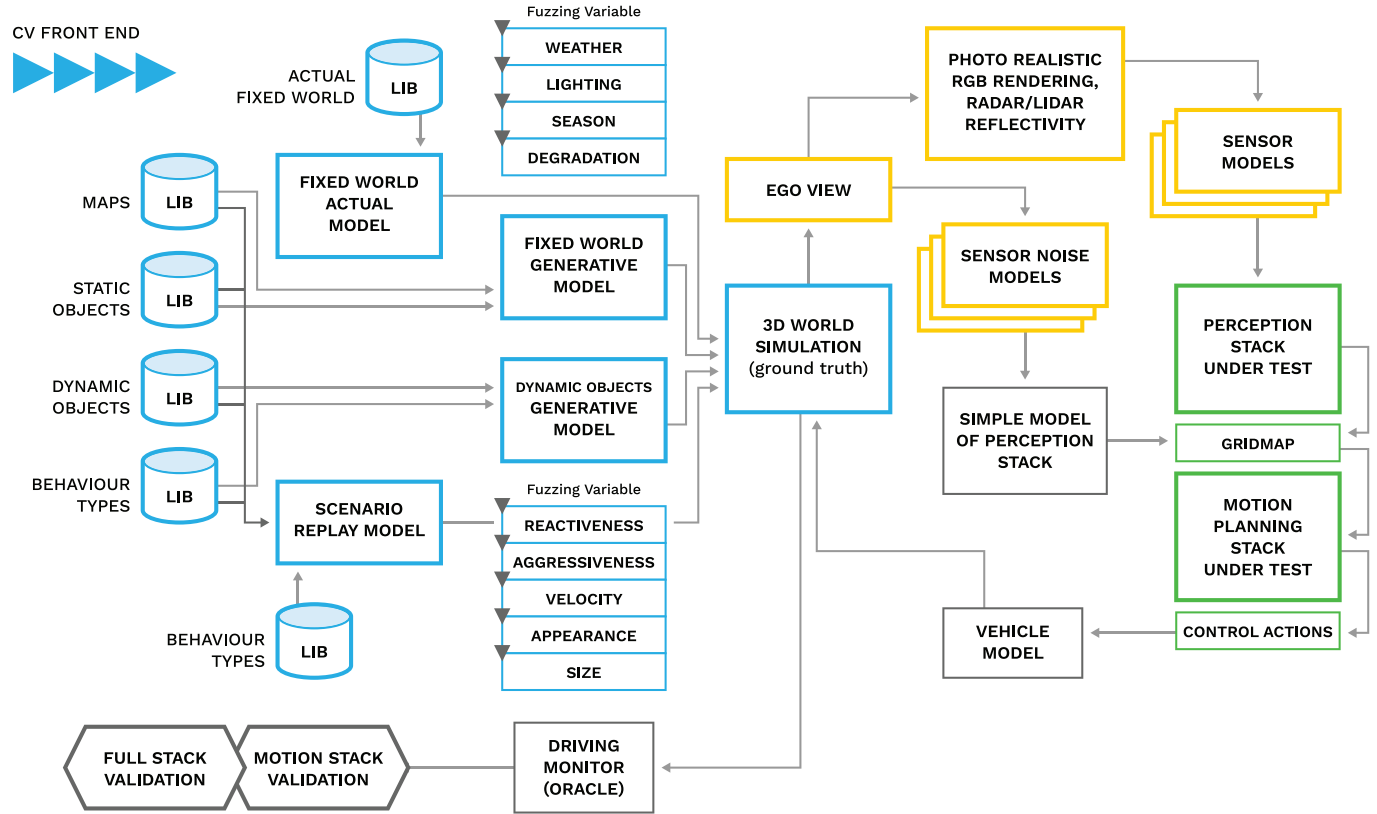 CV FRONT END
ACTUAL
FIXED WORLD
LIB
Fuzzing Variable
WEATHER
LIGHTING
SEASON
DEGRADATION
PHOTO REALISTIC
RGB RENDERING,
RADAR/LIDAR
REFLECTIVITY
SENSOR
MODELS
MAPS
LIB
FIXED WORLD
ACTUAL
MODEL
EGO VIEW
STATIC
OBJECTS
LIB
FIXED WORLD
GENERATIVE
MODEL
SENSOR NOISE
MODELS
3D WORLD
SIMULATION
(ground truth)
PERCEPTION
STACK
UNDER TEST
DYNAMIC
OBJECTS
LIB
DYNAMIC OBJECTS
GENERATIVE
MODEL
SIMPLE MODEL
OF PERCEPTION
STACK
GRIDMAP
BEHAVIOUR
TYPES
LIB
SCENARIO
REPLAY MODEL
Fuzzing Variable
REACTIVENESS
AGGRESSIVENESS
VELOCITY
APPEARANCE
SIZE
MOTION
PLANNING
STACK
UNDER TEST
BEHAVIOUR
TYPES
LIB
VEHICLE
MODEL
CONTROL ACTIONS
FULL STACK
VALIDATION
MOTION STACK
VALIDATION
DRIVING
MONITOR
(ORACLE)